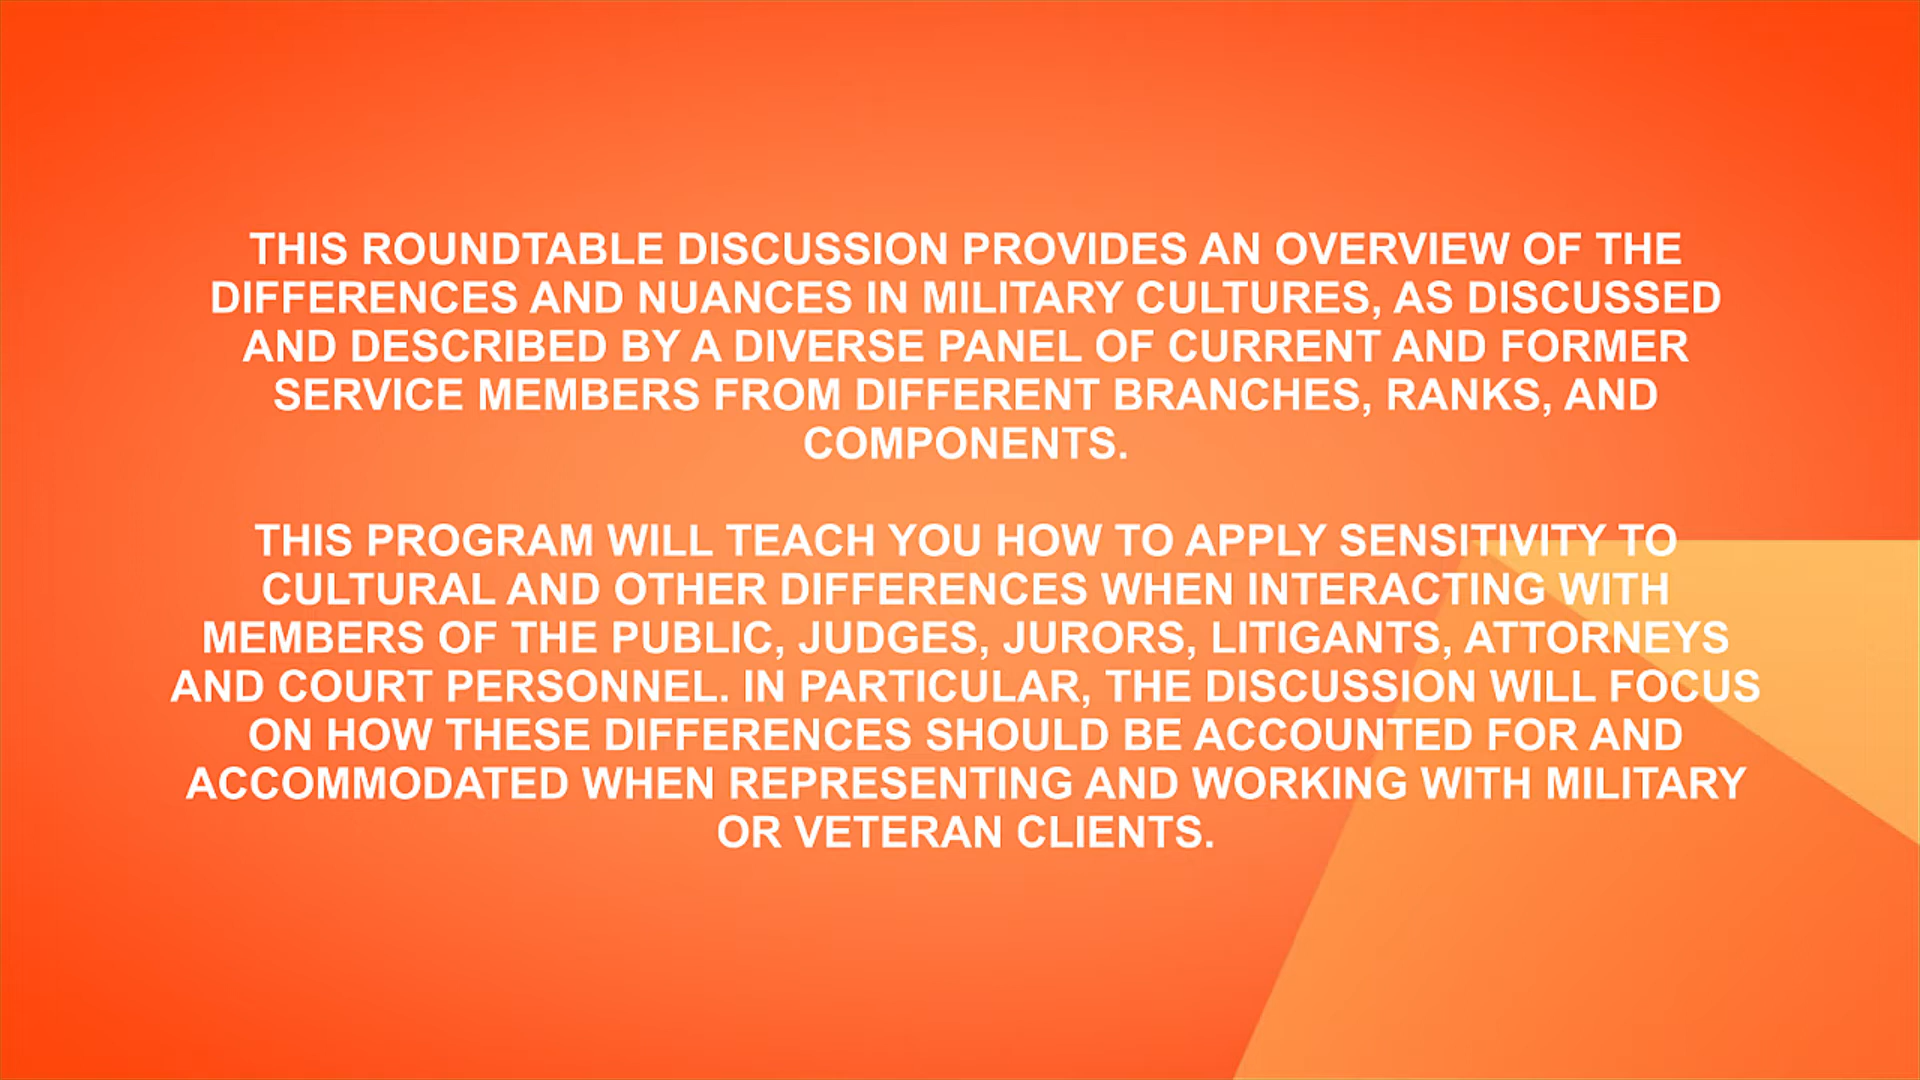 THIS ROUNDTABLE DISCUSSION PROVIDES AN OVERVIEW OF THE
DIFFERENCES AND NUANCES IN MILITARY CULTURES, AS DISCUSSED
AND DESCRIBED BY A DIVERSE PANEL OF CURRENT AND FORMER
SERVICE MEMBERS FROM DIFFERENT BRANCHES, RANKS, AND
COMPONENTS.
THIS PROGRAM WILL TEACH YOU HOW TO APPLY SENSITIVITY TO
CULTURAL AND OTHER DIFFERENCES WHEN INTERACTING WITH
MEMBERS OF THE PUBLIC, JUDGES, JURORS, LITIGANTS, ATTORNEYS
AND COURT PERSONNEL. IN PARTICULAR, THE DISCUSSION WILL FOCUS
ON HOW THESE DIFFERENCES SHOULD BE ACCOUNTED FOR AND
ACCOMMODATED WHEN REPRESENTING AND WORKING WITH MILITARY
OR VETERAN CLIENTS.